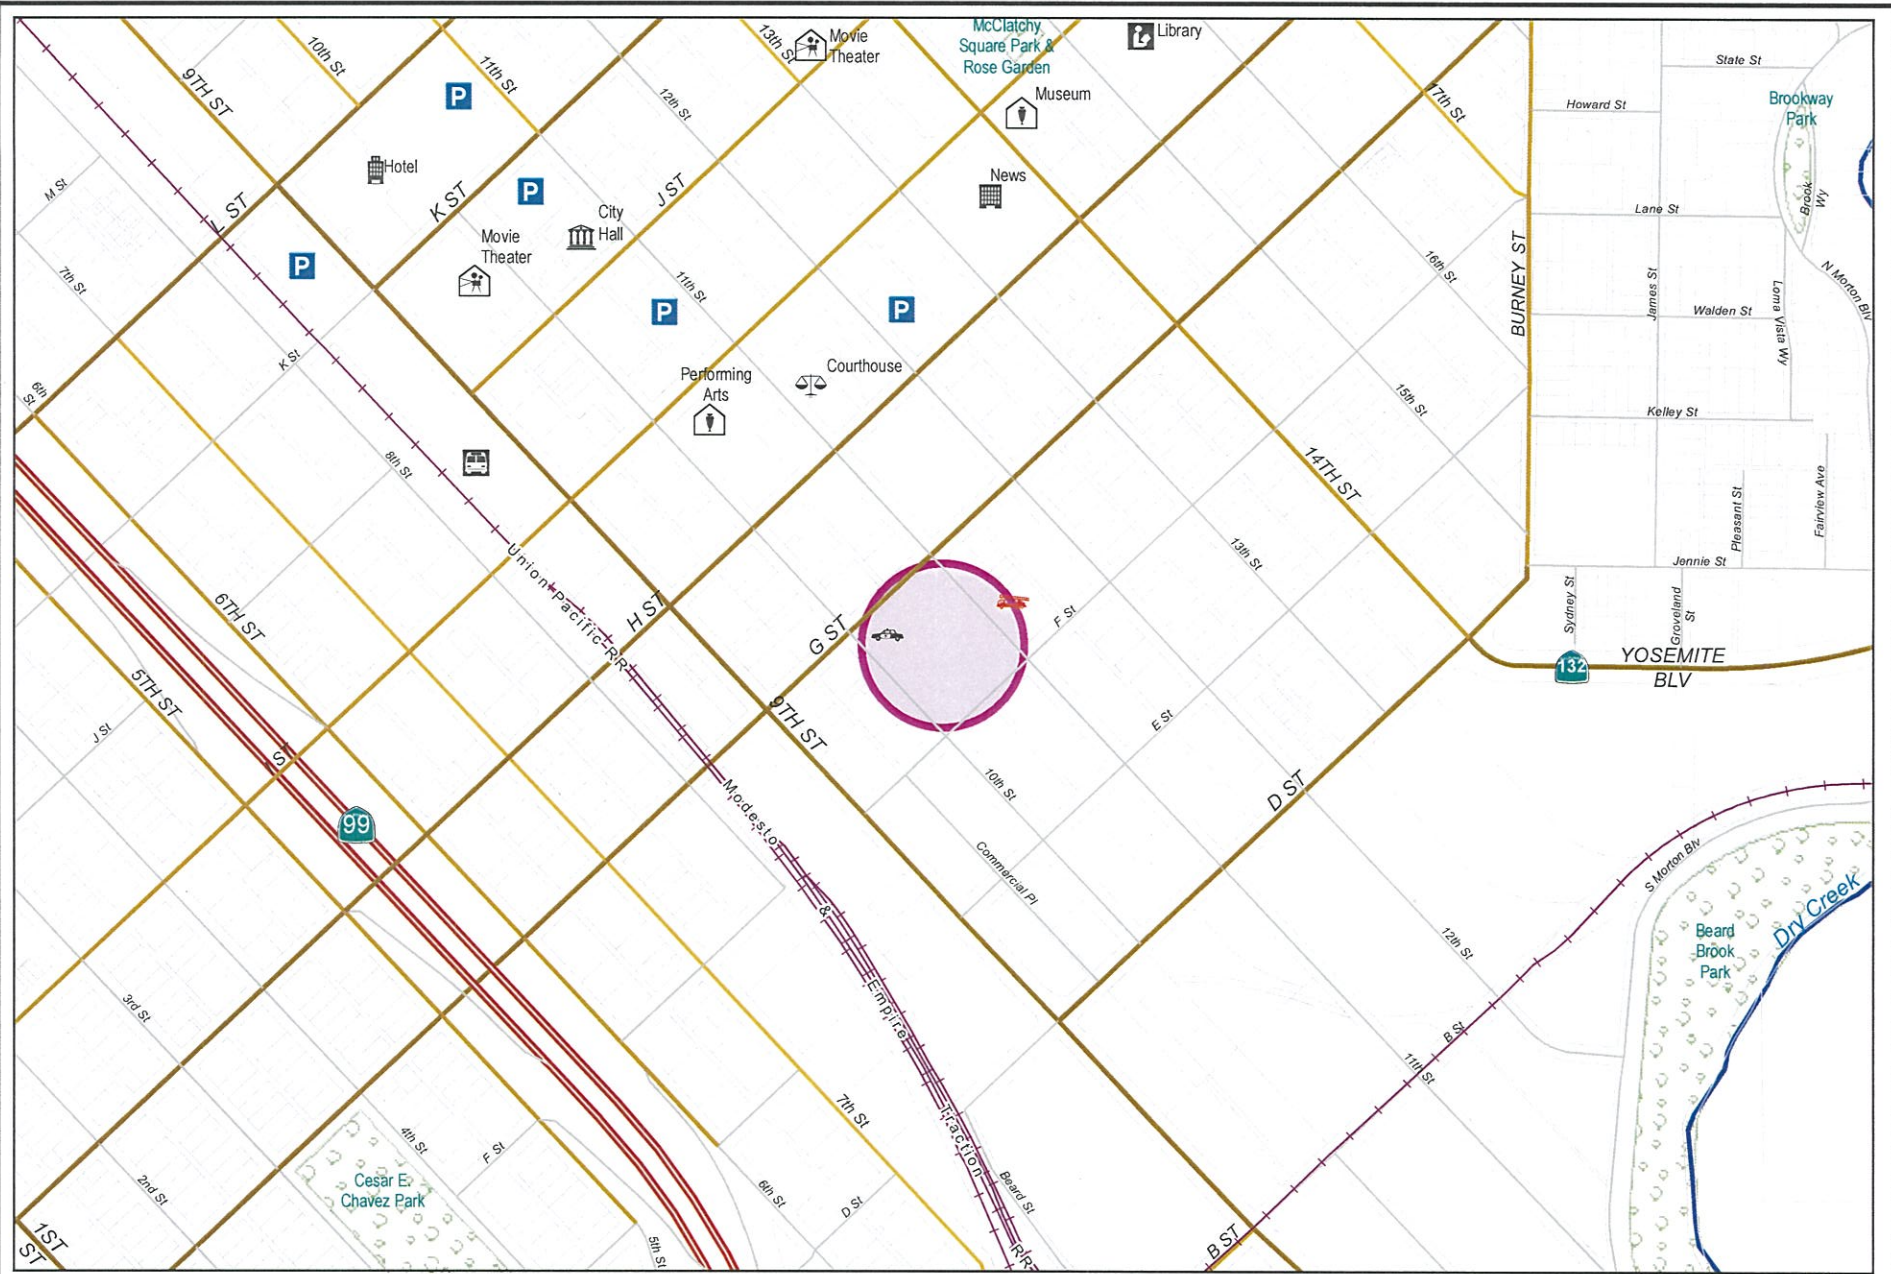 McClatchy
Square Park &
Rose Garden
Library
13th St
Movie
Theater
10th St
11th St
9TH ST
P
12th St
Museum
17th St
State St
Howard St
Brookway
Park
Hotel
P
K ST
J ST
City
Hall
News
M St
L ST
Movie
Theater
Lane St
Brook
Wy
BURNEY ST
16th St
P
7th St
11th St
P
P
James St
Walden St
Loma Vista Wy
N Morton Blv
K St
Performing
Arts
Courthouse
6th
St
15th St
Kelley St
8th St
14TH ST
Pleasant St
Fairview Ave
Union Pacific RR
13th St
Jennie St
6TH ST
H ST
G ST
F St
Sydney St
Groveland
St
132
YOSEMITE
BLV
5TH ST
9TH ST
J St
I ST
E St
10th St
D ST
99
Modesto & Empire Traction RR
Commercial Pl
S Morton Blv
Dry Creek
Beard
Brook
Park
12th St
3rd St
B St
11th St
7th St
4th St
F St
Cesar E.
Chavez Park
2nd St
6th St
D St
Beard St
1ST
ST
5th St
B ST